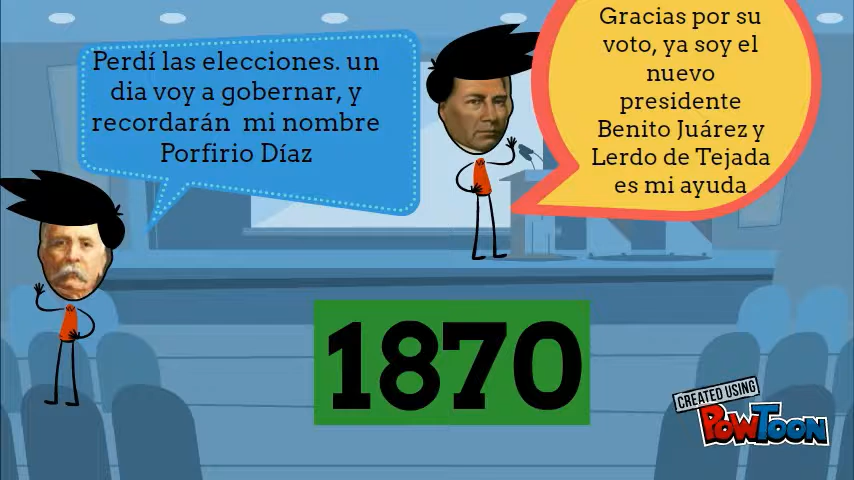 Perdí las elecciones. un
dia voy a gobernar, y
recordarán mi nombre
Porfirio Díaz
Gracias por su
voto, ya soy el
nuevo
presidente
Benito Juárez y
Lerdo de Tejada
es mi ayuda
1870
CREATED USING
POWTOON